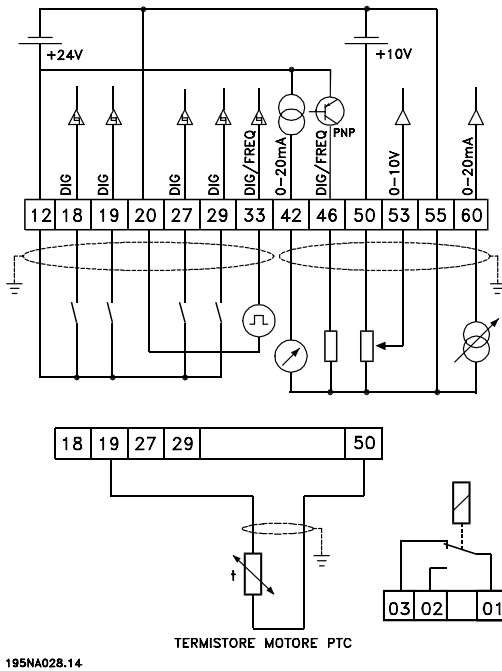 +24V
+10V
PNP
DIG
DIG
DIG
DIG
DIG/FREQ
0-20mA
DIG/FREQ
0-10V
0-20mA
12 18 19 20 27 29 33 42 46 50 53 55 60
18 19 27 29 50
t
03 02 01
TERMISTORE MOTORE PTC
195NA028.14